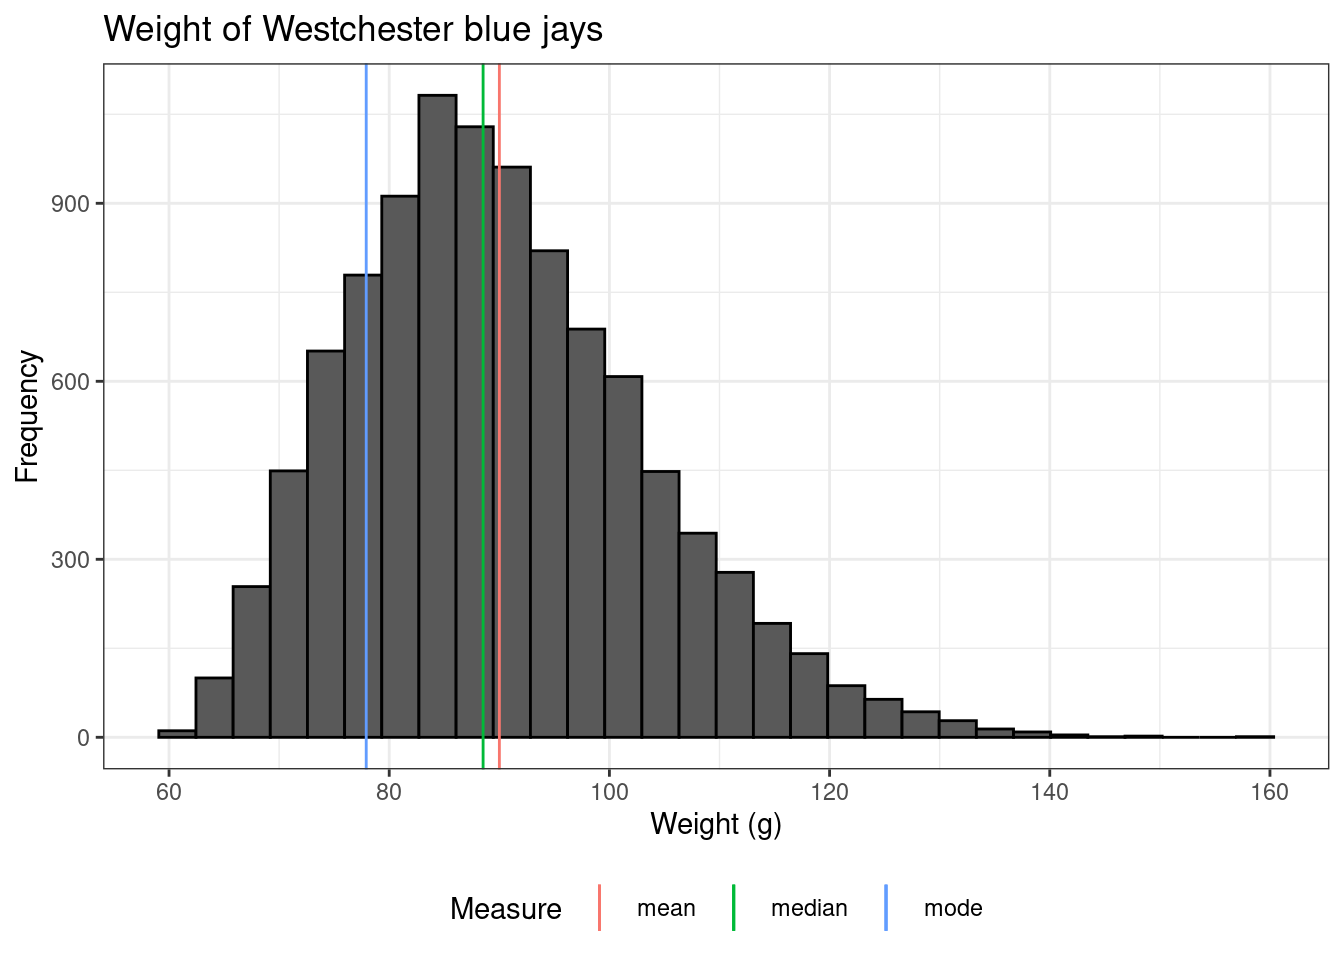 Weight of Westchester blue jays
900
600
300
0
Frequency
60 80 100 120 140 160
Weight (g)
Measure mean median mode